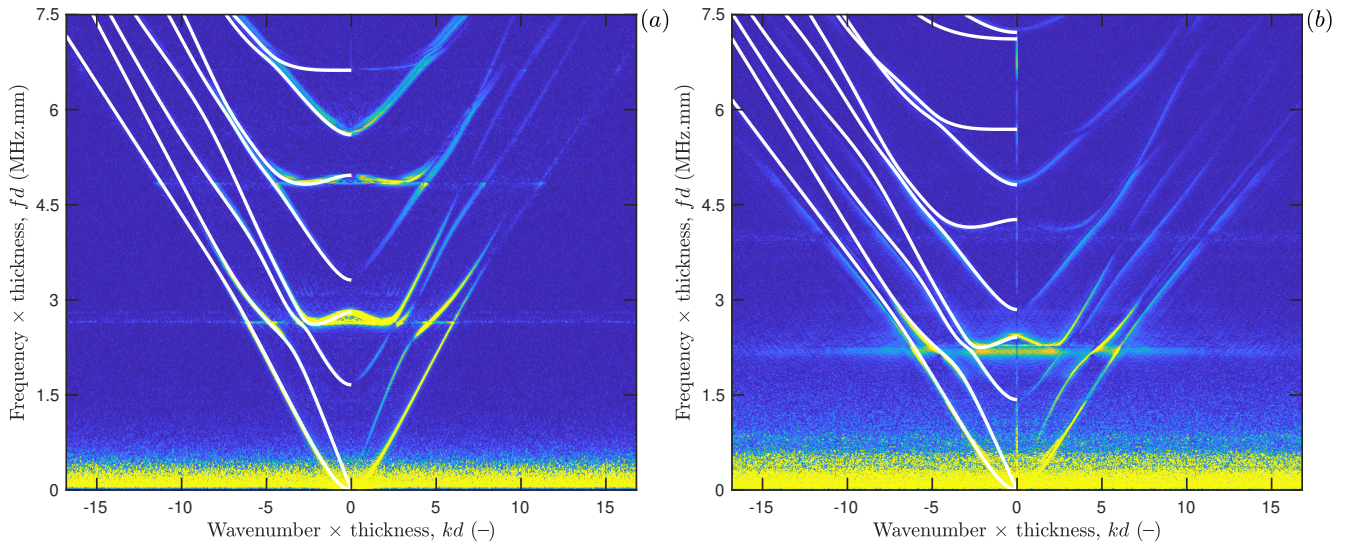 (a)
7.5
6
4.5
3
1.5
0
-15 -10 -5 0 5 10 15
Frequency × thickness, fd (MHz.mm)
Wavenumber × thickness, kd (–)
(b)
7.5
6
4.5
3
1.5
0
-15 -10 -5 0 5 10 15
Frequency × thickness, fd (MHz.mm)
Wavenumber × thickness, kd (–)